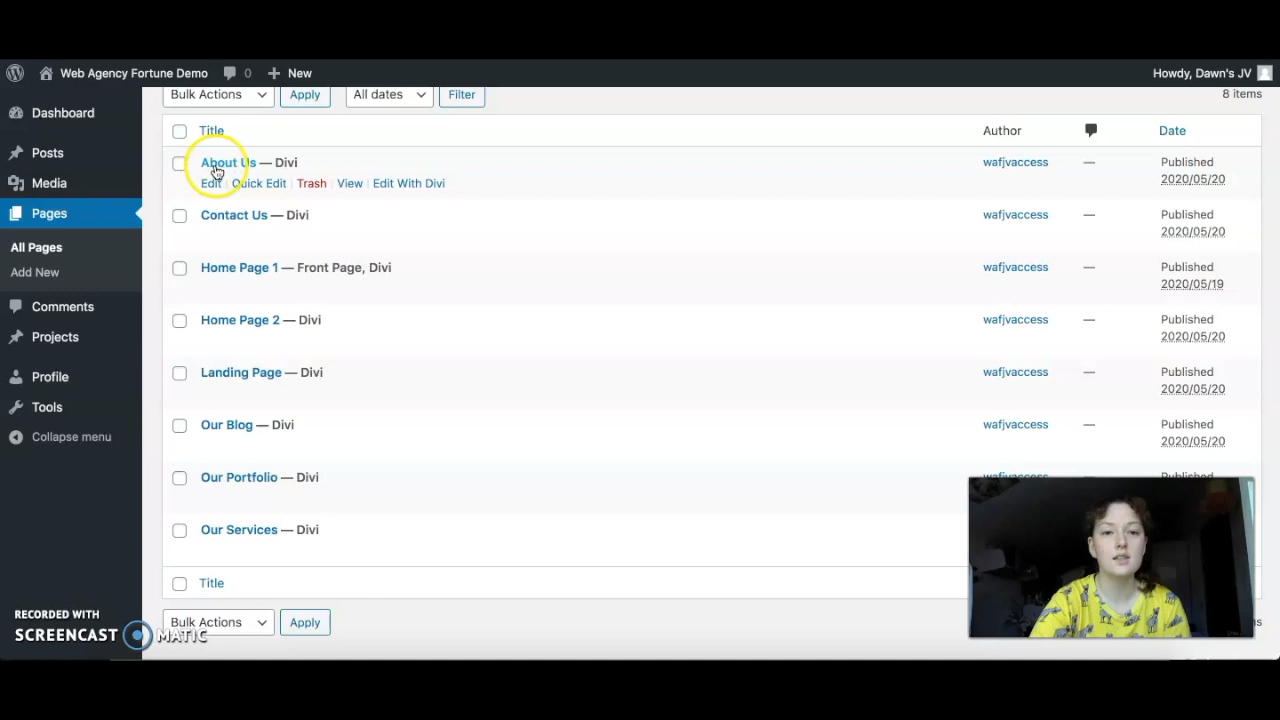 Web Agency Fortune Demo 0 New Howdy, Dawn's JV
Bulk Actions Apply All dates Filter 8 items
Dashboard
Posts
Media
Pages
All Pages
Add New
Comments
Projects
Profile
Tools
Collapse menu
Title Author Date
About Us — Divi wafjvaccess — Published
Edit | Quick Edit | Trash | View | Edit With Divi 2020/05/20
Contact Us — Divi wafjvaccess — Published
2020/05/20
Home Page 1 — Front Page, Divi wafjvaccess — Published
2020/05/19
Home Page 2 — Divi wafjvaccess — Published
2020/05/20
Landing Page — Divi wafjvaccess — Published
2020/05/20
Our Blog — Divi wafjvaccess — Published
2020/05/20
Our Portfolio — Divi wafjvaccess — Published
Our Services — Divi
Title
Bulk Actions Apply
RECORDED WITH
SCREENCAST MATIC